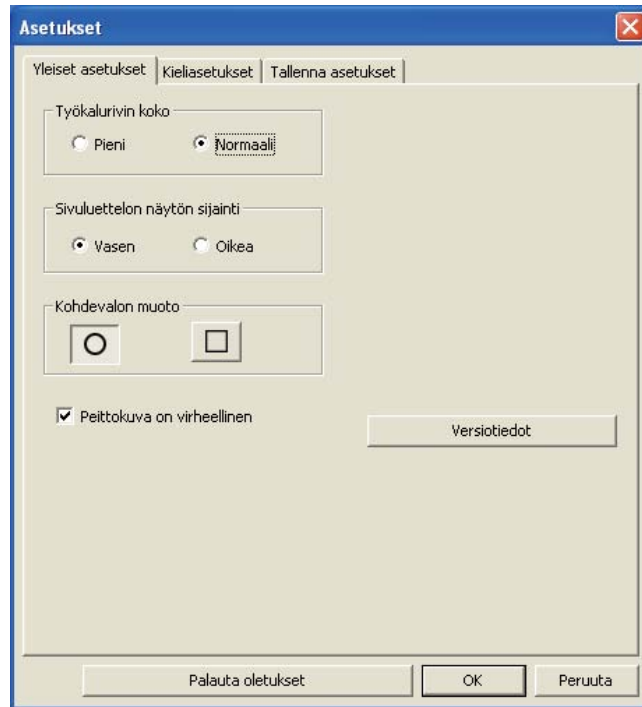 Asetukset
Yleiset asetukset Kieliasetukset Tallenna asetukset
Työkalurivin koko
Pieni Normaali
Sivuluettelon näytön sijainti
Vasen Oikea
Kohdevalon muoto
Peittokuva on virheellinen
Versiotiedot
Palauta oletukset OK Peruuta